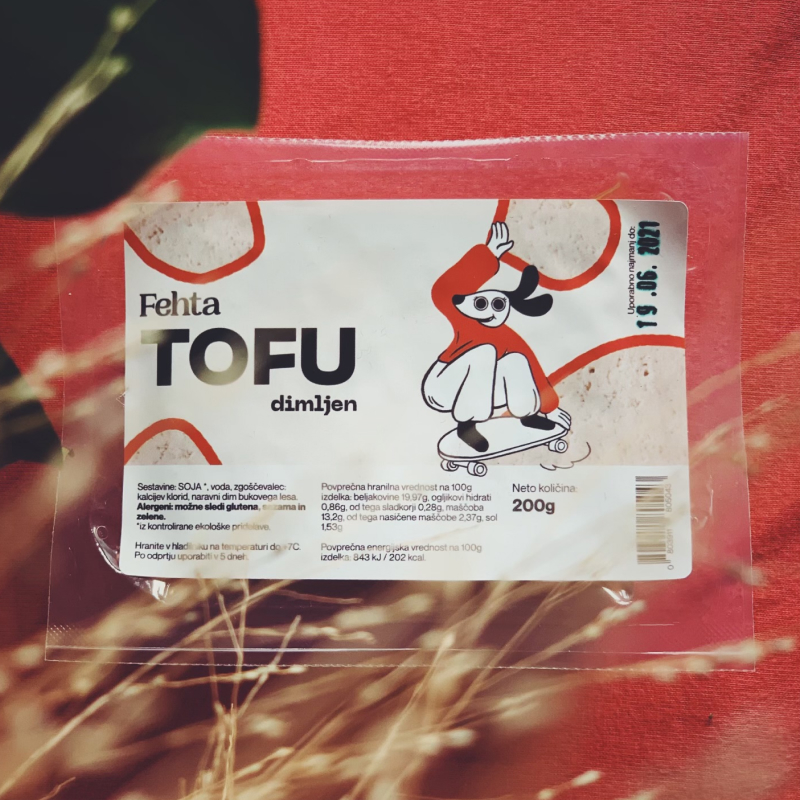 Fehta
TOFU
dimljen
Uporabno najmanj do:
19.06.2021
Sestavine: SOJA *, voda, zgoščevalec:
kalcijev klorid, naravni dim bukovega lesa.
Alergeni: možne sledi glutena, sezama in
zelene.
*iz kontrolirane ekološke pridelave.
Hranite v hladilniku na temperaturi do +7C.
Po odprtju uporabiti v 5 dneh.
Povprečna hranilna vrednost na 100g
izdelka: beljakovine 19,97g, ogljikovi hidrati
0,86g, od tega sladkorji 0,28g, maščoba
13,2g, od tega nasičene maščobe 2,37g, sol
1,53g
Povprečna energijska vrednost na 100g
izdelka: 843 kJ / 202 kcal.
Neto količina:
200g